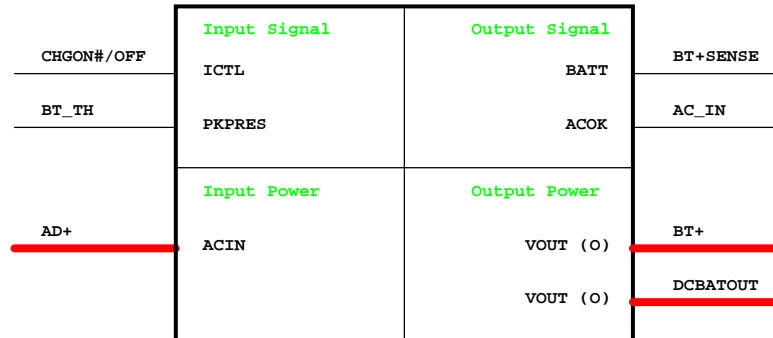 Input Signal
Output Signal
CHGON#/OFF
ICTL
BATT
BT+SENSE
BT_TH
PKPRES
ACOK
AC_IN
Input Power
Output Power
AD+
ACIN
VOUT (O)
BT+
VOUT (O)
DCBATOUT